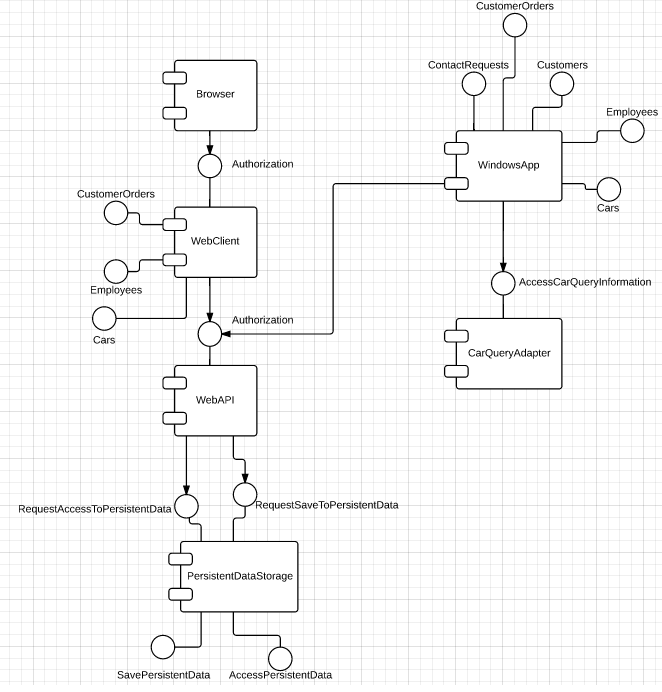 CustomerOrders
ContactRequests
Customers
Browser
Employees
Authorization
WindowsApp
CustomerOrders
Cars
WebClient
AccessCarQueryInformation
Employees
Authorization
Cars
CarQueryAdapter
WebAPI
RequestAccessToPersistentData
RequestSaveToPersistentData
PersistentDataStorage
SavePersistentData
AccessPersistentData